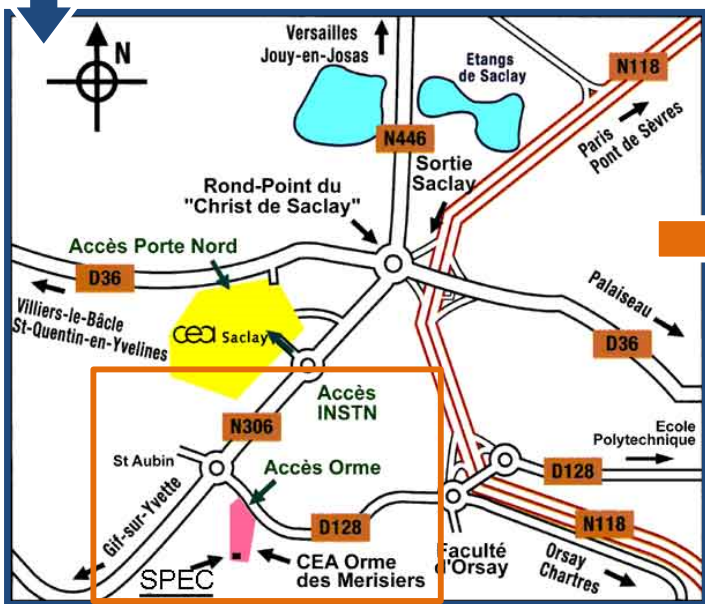 N
Versailles
Jouy-en-Josas
Etangs
de Saclay
N118
Paris
Pont de Sèvres
N446
Sortie
Saclay
Rond-Point du
"Christ de Saclay"
Accès Porte Nord
D36
Villiers-le-Bâcle
St-Quentin-en-Yvelines
Palaiseau
D36
cea Saclay
Accès
INSTN
N306
Ecole
Polytechnique
St Aubin
Accès Orme
D128
Gif-sur-Yvette
D128
N118
CEA Orme
des Merisiers
SPEC
Faculté
d'Orsay
Orsay
Chartres